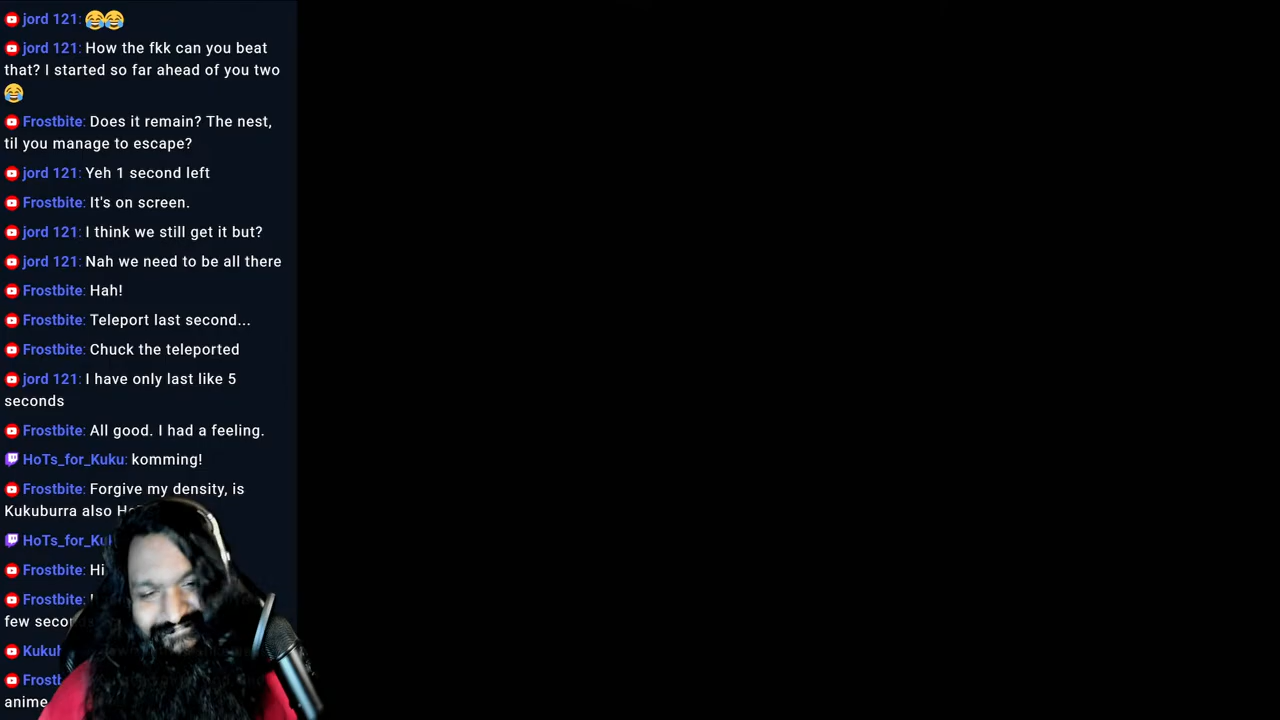 jord 121: 😂😂
jord 121: How the fkk can you beat
that? I started so far ahead of you two
😂
Frostbite: Does it remain? The nest,
til you manage to escape?
jord 121: Yeh 1 second left
Frostbite: It's on screen.
jord 121: I think we still get it but?
jord 121: Nah we need to be all there
Frostbite: Hah!
Frostbite: Teleport last second...
Frostbite: Chuck the teleported
jord 121: I have only last like 5
seconds
Frostbite: All good. I had a feeling.
HoTs_for_Kuku: komming!
Frostbite: Forgive my density, is
Kukuburra also
HoTs_for_Kuku
Frostbite: Hi
Frostbite:
few
anime